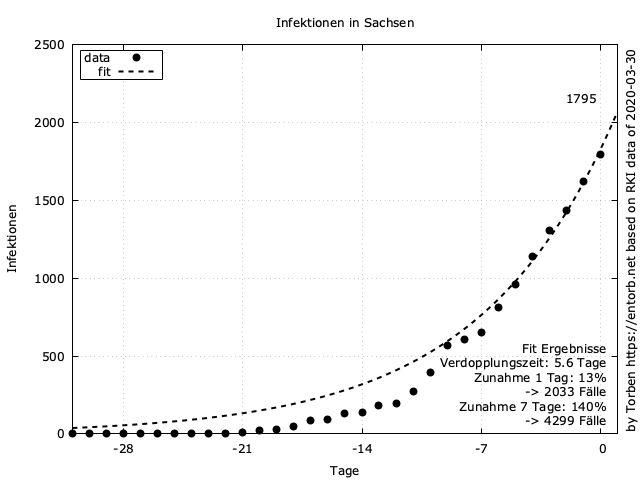 Infektionen in Sachsen
2500
2000
1500
1000
500
0
Infektionen
data
fit
1795
Fit Ergebnisse
Verdopplungszeit: 5.6 Tage
Zunahme 1 Tag: 13%
-> 2033 Fälle
Zunahme 7 Tage: 140%
-> 4299 Fälle
-28 -21 -14 -7 0
Tage
by Torben https://entorb.net based on RKI data of 2020-03-30